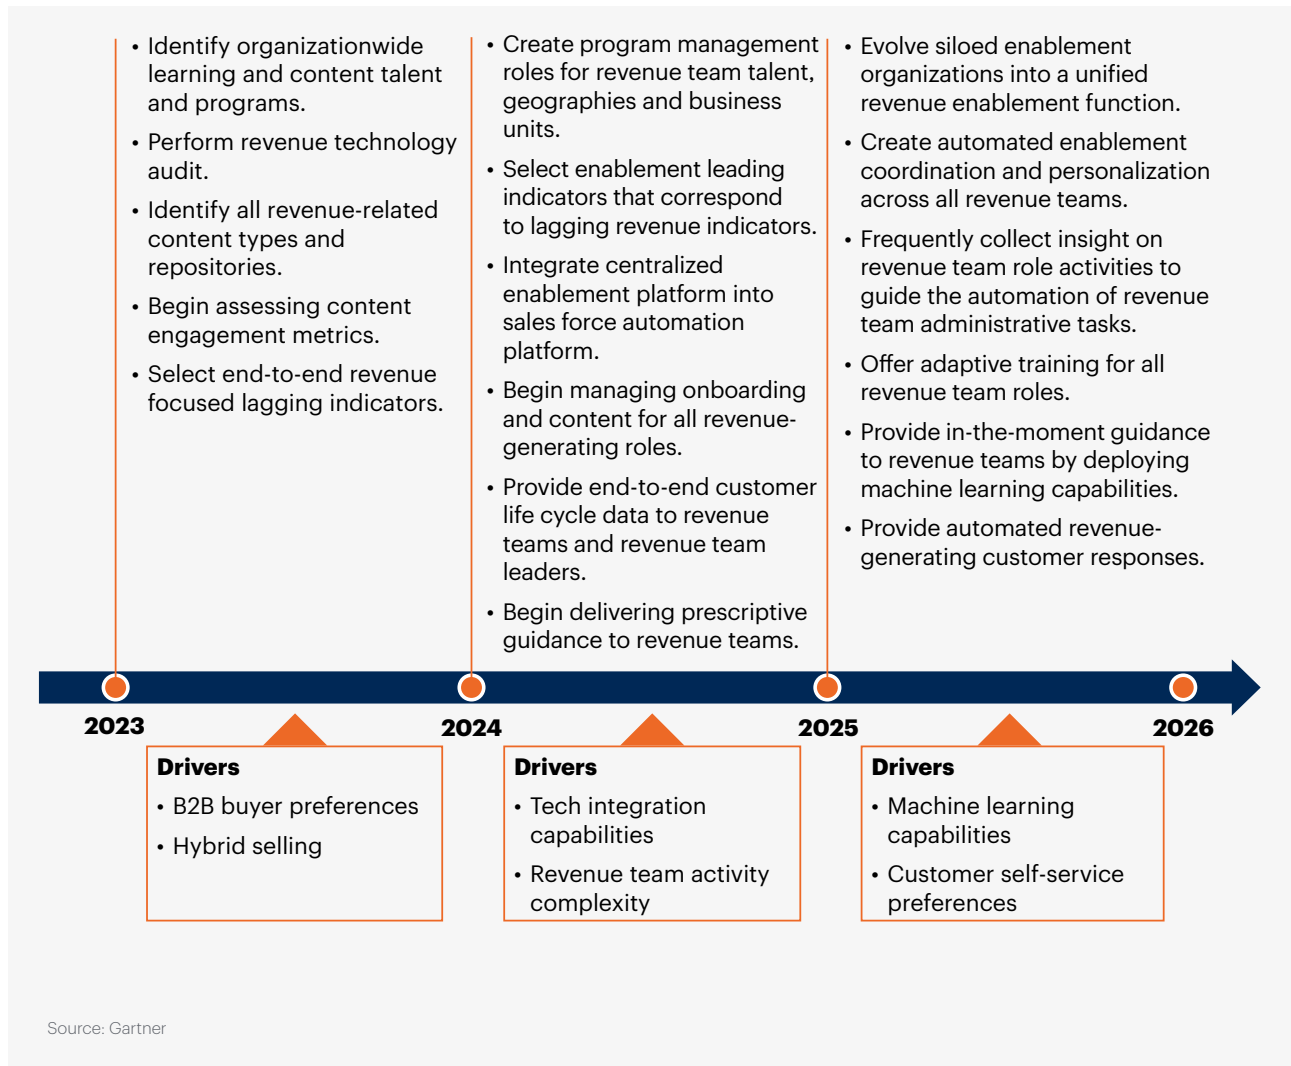 • Identify organizationwide
learning and content talent
and programs.
• Perform revenue technology
audit.
• Identify all revenue-related
content types and
repositories.
• Begin assessing content
engagement metrics.
• Select end-to-end revenue
focused lagging indicators.
• Create program management
roles for revenue team talent,
geographies and business
units.
• Select enablement leading
indicators that correspond
to lagging revenue indicators.
• Integrate centralized
enablement platform into
sales force automation
platform.
• Begin managing onboarding
and content for all revenue-
generating roles.
• Provide end-to-end customer
life cycle data to revenue
teams and revenue team
leaders.
• Begin delivering prescriptive
guidance to revenue teams.
• Evolve siloed enablement
organizations into a unified
revenue enablement function.
• Create automated enablement
coordination and personalization
across all revenue teams.
• Frequently collect insight on
revenue team role activities to
guide the automation of revenue
team administrative tasks.
• Offer adaptive training for all
revenue team roles.
• Provide in-the-moment guidance
to revenue teams by deploying
machine learning capabilities.
• Provide automated revenue-
generating customer responses.
2023
2024
2025
2026
Drivers
• B2B buyer preferences
• Hybrid selling
Drivers
• Tech integration
capabilities
• Revenue team activity
complexity
Drivers
• Machine learning
capabilities
• Customer self-service
preferences
Source: Gartner